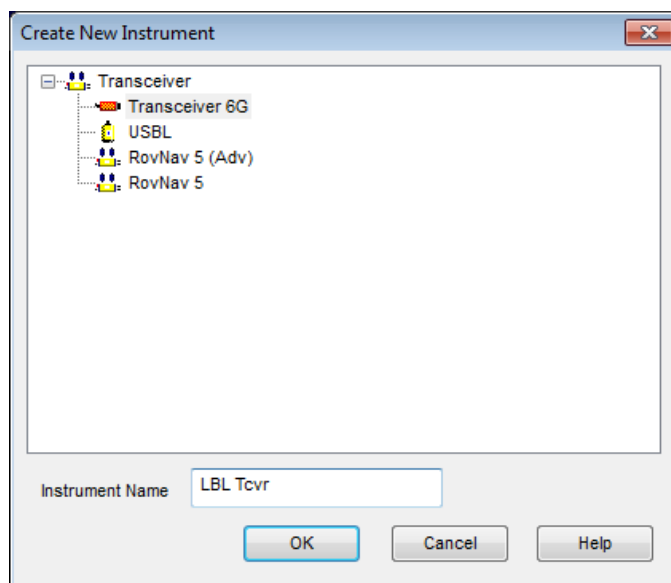 Create New Instrument
Transceiver
Transceiver 6G
USBL
RovNav 5 (Adv)
RovNav 5
Instrument Name LBL Tcvr
OK Cancel Help